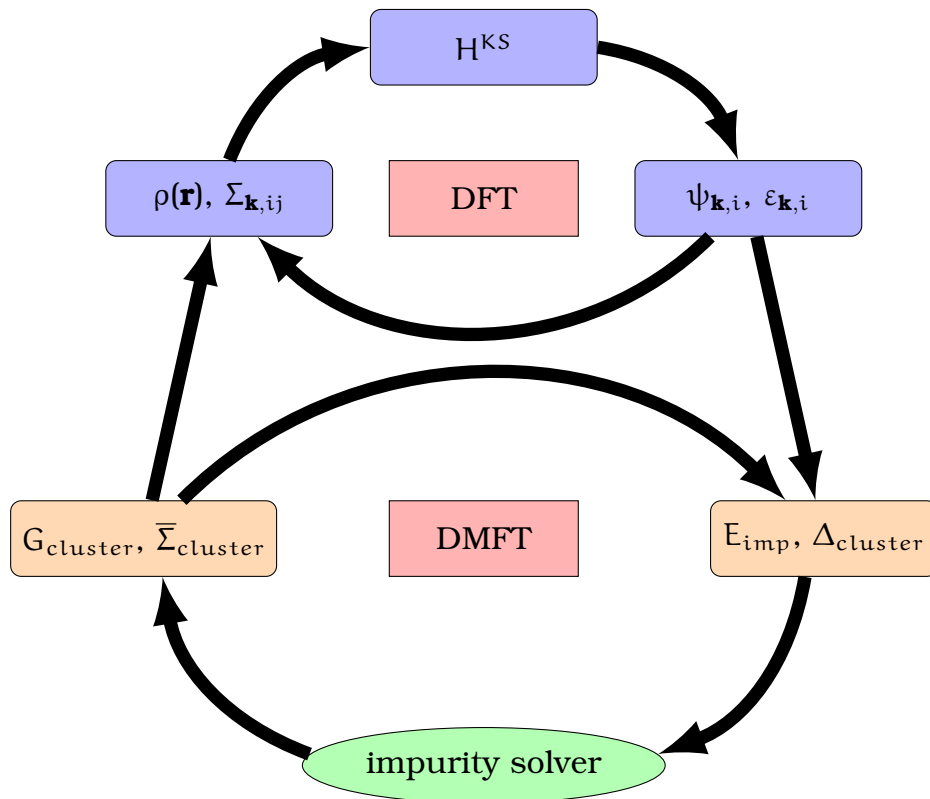 H^KS
ρ(𝐫), Σ_𝐤,ij
DFT
ψ_𝐤,i, ε_𝐤,i
G_cluster, Σ̅_cluster
DMFT
E_imp, Δ_cluster
impurity solver